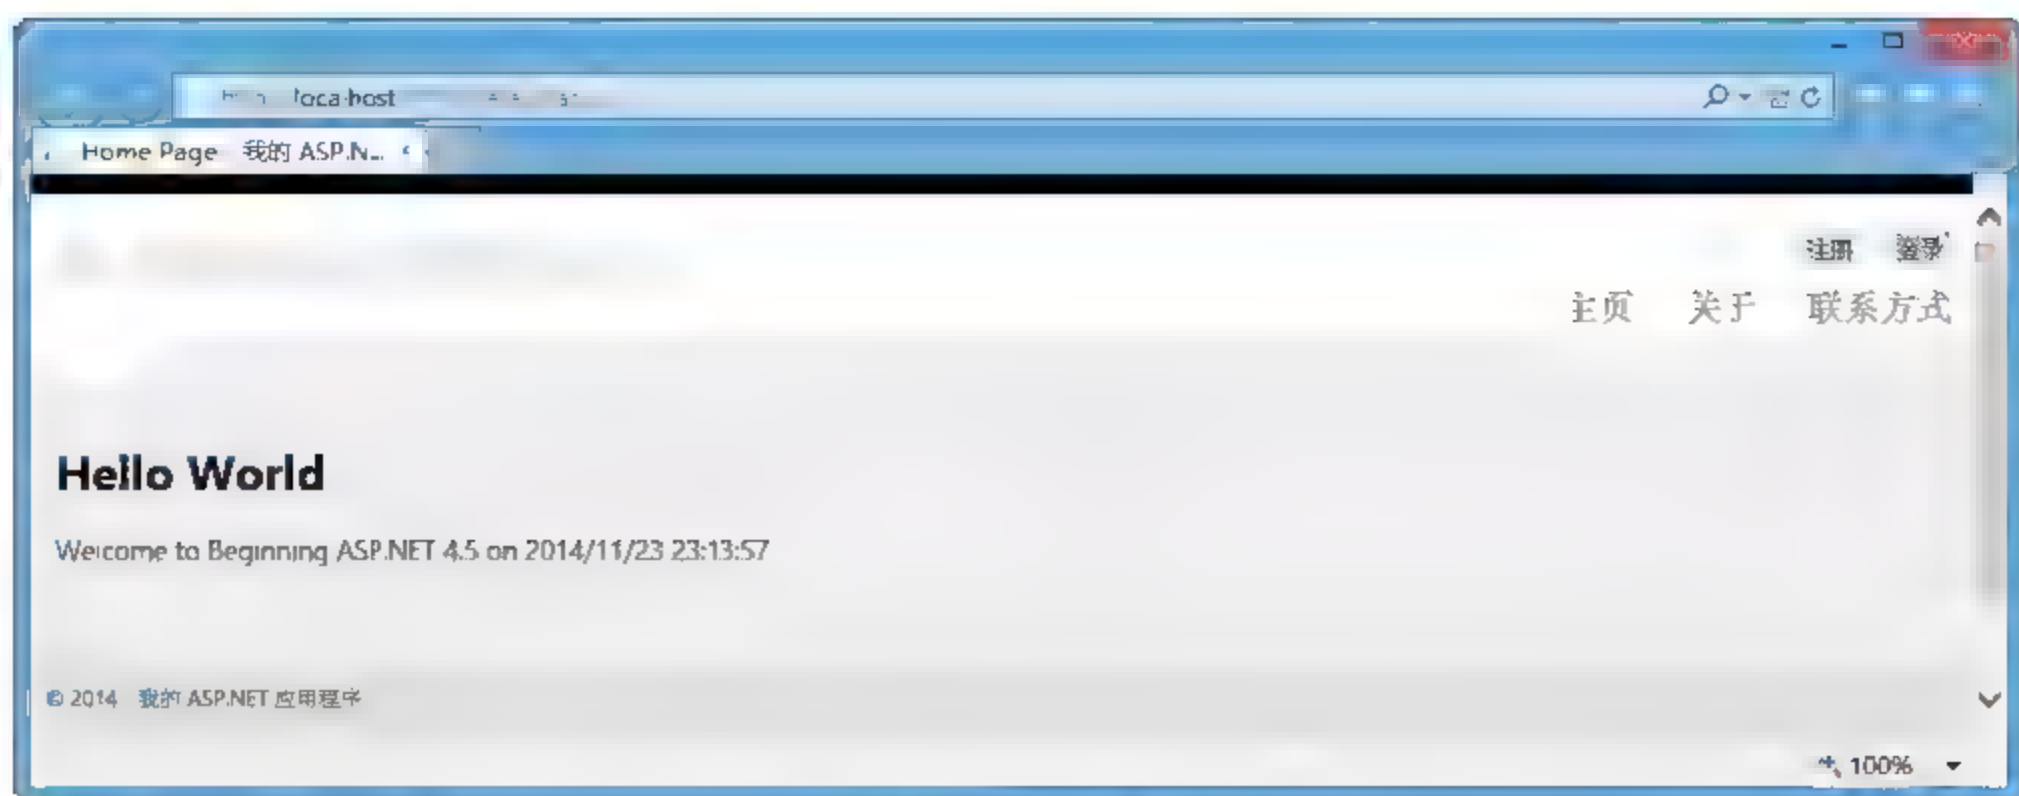 localhost
Home Page 我的 ASP.N...
注册 登录
主页 关于 联系方式
Hello World
Welcome to Beginning ASP.NET 4.5 on 2014/11/23 23:13:57
© 2014 我的 ASP.NET 应用程序
100%